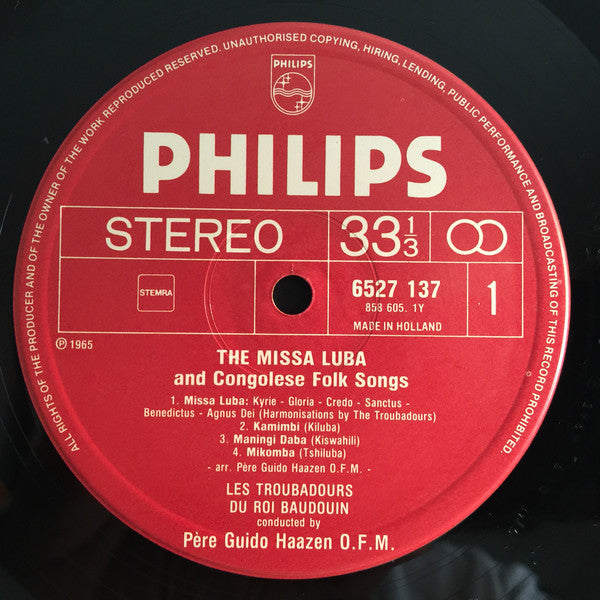 ALL RIGHTS OF THE PRODUCER AND OF THE OWNER OF THE WORK REPRODUCED RESERVED. UNAUTHORISED COPYING, HIRING, LENDING, PUBLIC PERFORMANCE AND BROADCASTING OF THIS RECORD PROHIBITED.
PHILIPS
PHILIPS
STEREO 33 1/3
STEMRA
6527 137
858 605. 1Y
MADE IN HOLLAND
1
Ⓟ 1965
THE MISSA LUBA
and Congolese Folk Songs
1. Missa Luba: Kyrie - Gloria - Credo - Sanctus -
Benedictus - Agnus Dei (Harmonisations by The Troubadours)
2. Kamimbi (Kiluba)
3. Maningi Daba (Kiswahili)
4. Mikomba (Tshiluba)
- arr. Père Guido Haazen O.F.M. -
LES TROUBADOURS
DU ROI BAUDOUIN
conducted by
Père Guido Haazen O.F.M.